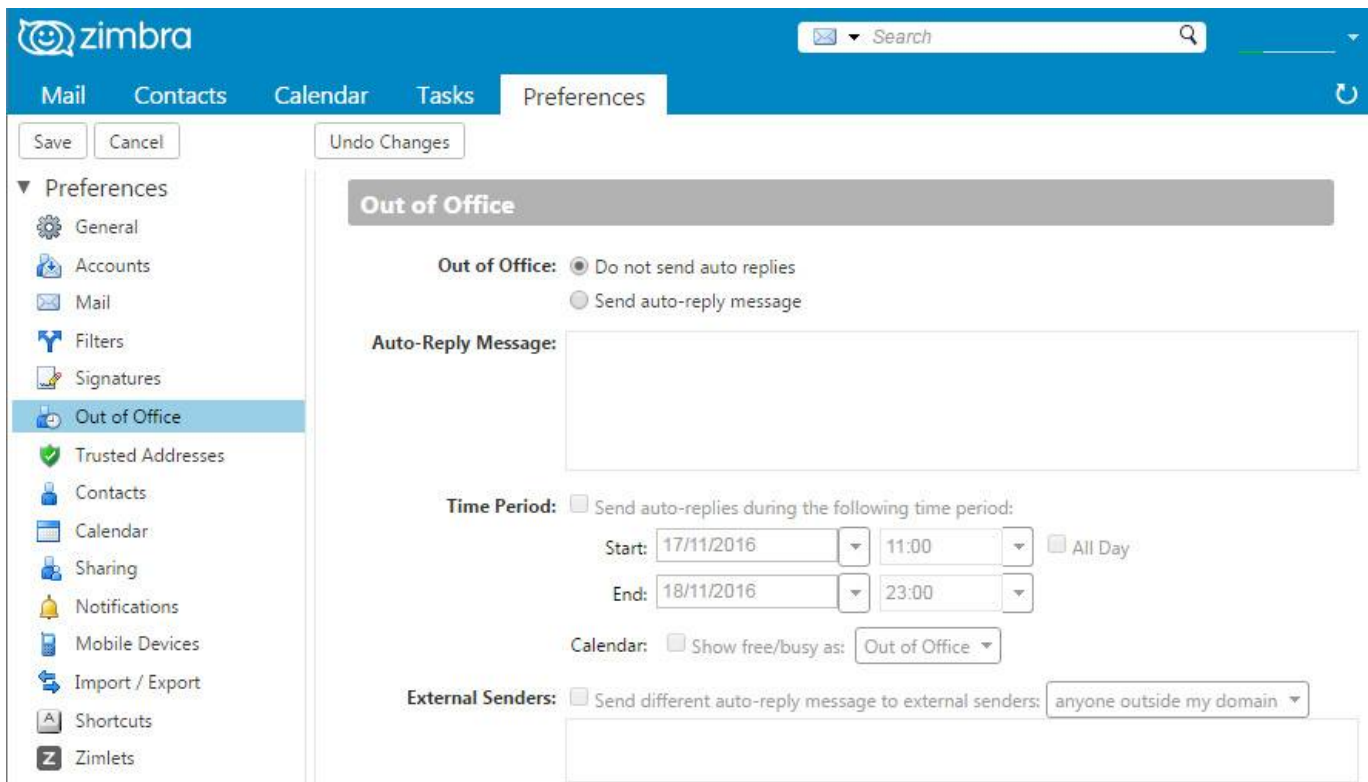 zimbra
Search
Mail Contacts Calendar Tasks Preferences
Save Cancel Undo Changes
Preferences
General
Accounts
Mail
Filters
Signatures
Out of Office
Trusted Addresses
Contacts
Calendar
Sharing
Notifications
Mobile Devices
Import / Export
A Shortcuts
Z Zimlets
Out of Office
Out of Office: Do not send auto replies
Send auto-reply message
Auto-Reply Message:
Time Period: Send auto-replies during the following time period:
Start: 17/11/2016 11:00 All Day
End: 18/11/2016 23:00
Calendar: Show free/busy as: Out of Office
External Senders: Send different auto-reply message to external senders: anyone outside my domain